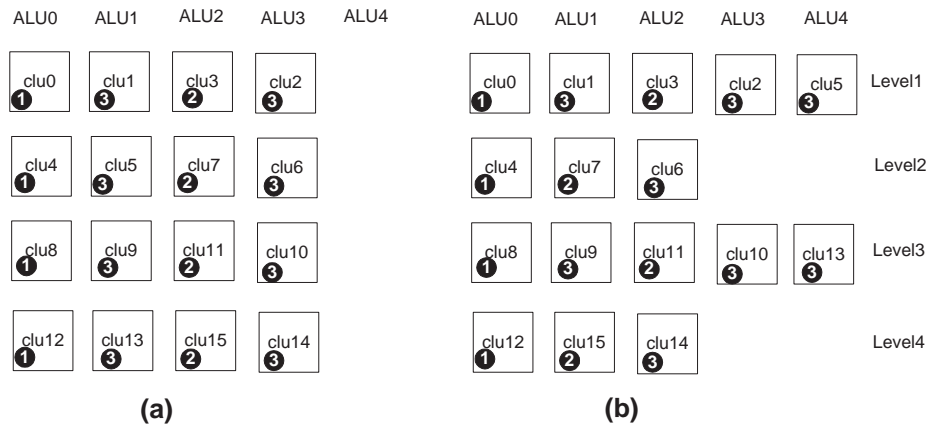 ALU0 ALU1 ALU2 ALU3 ALU4 ALU0 ALU1 ALU2 ALU3 ALU4
clu0 clu1 clu3 clu2 clu0 clu1 clu3 clu2 clu5 Level1
1 3 2 3 1 3 2 3 3
clu4 clu5 clu7 clu6 clu4 clu7 clu6 Level2
1 3 2 3 1 2 3
clu8 clu9 clu11 clu10 clu8 clu9 clu11 clu10 clu13 Level3
1 3 2 3 1 3 2 3 3
clu12 clu13 clu15 clu14 clu12 clu15 clu14 Level4
1 3 2 3 1 2 3
(a) (b)